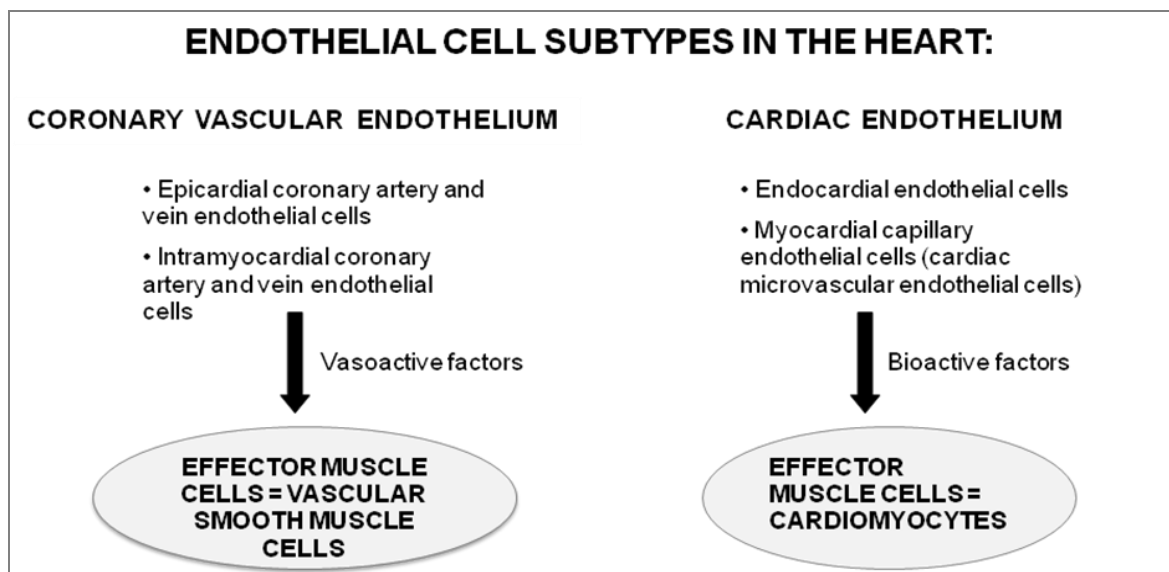 ENDOTHELIAL CELL SUBTYPES IN THE HEART:
CORONARY VASCULAR ENDOTHELIUM
• Epicardial coronary artery and
vein endothelial cells
• Intramyocardial coronary
artery and vein endothelial
cells
Vasoactive factors
EFFECTOR MUSCLE
CELLS = VASCULAR
SMOOTH MUSCLE
CELLS
CARDIAC ENDOTHELIUM
• Endocardial endothelial cells
• Myocardial capillary
endothelial cells (cardiac
microvascular endothelial cells)
Bioactive factors
EFFECTOR
MUSCLE CELLS =
CARDIOMYOCYTES